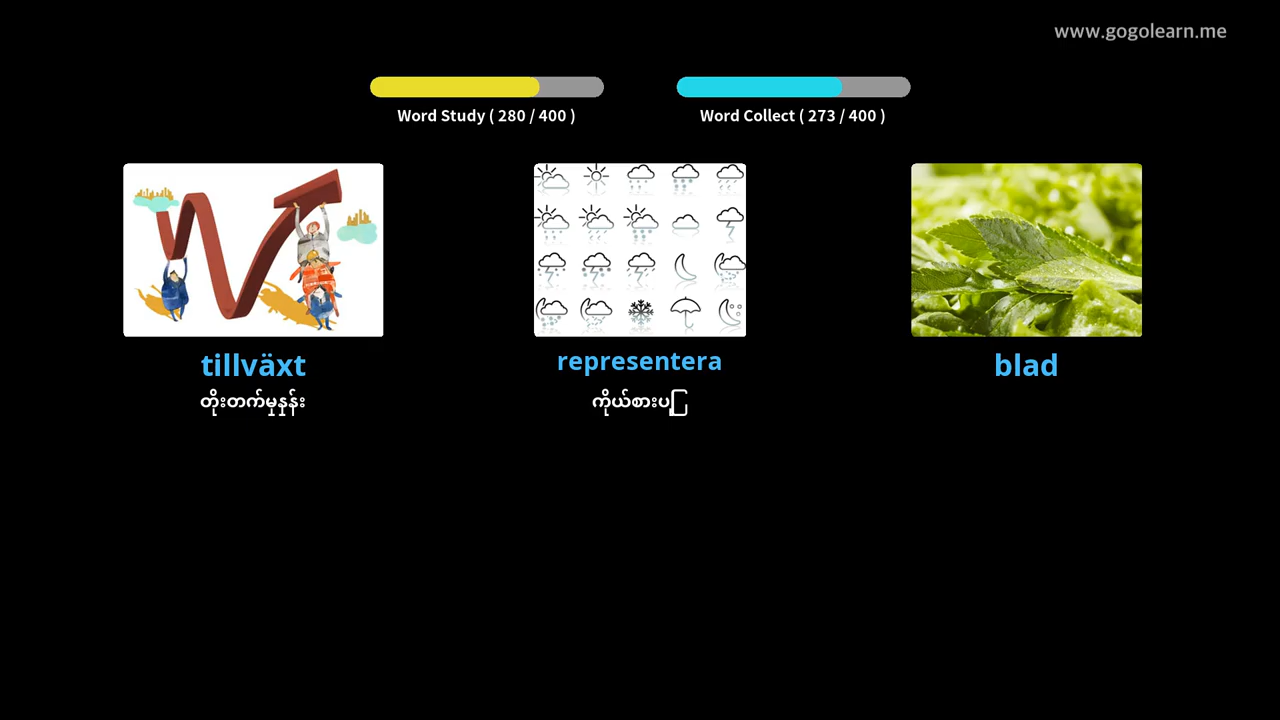 www.gogolearn.me
Word Study ( 280 / 400 )
Word Collect ( 273 / 400 )
tillväxt
တိုးတက်မှုနှုန်း
representera
ကိုယ်စားပြု
blad